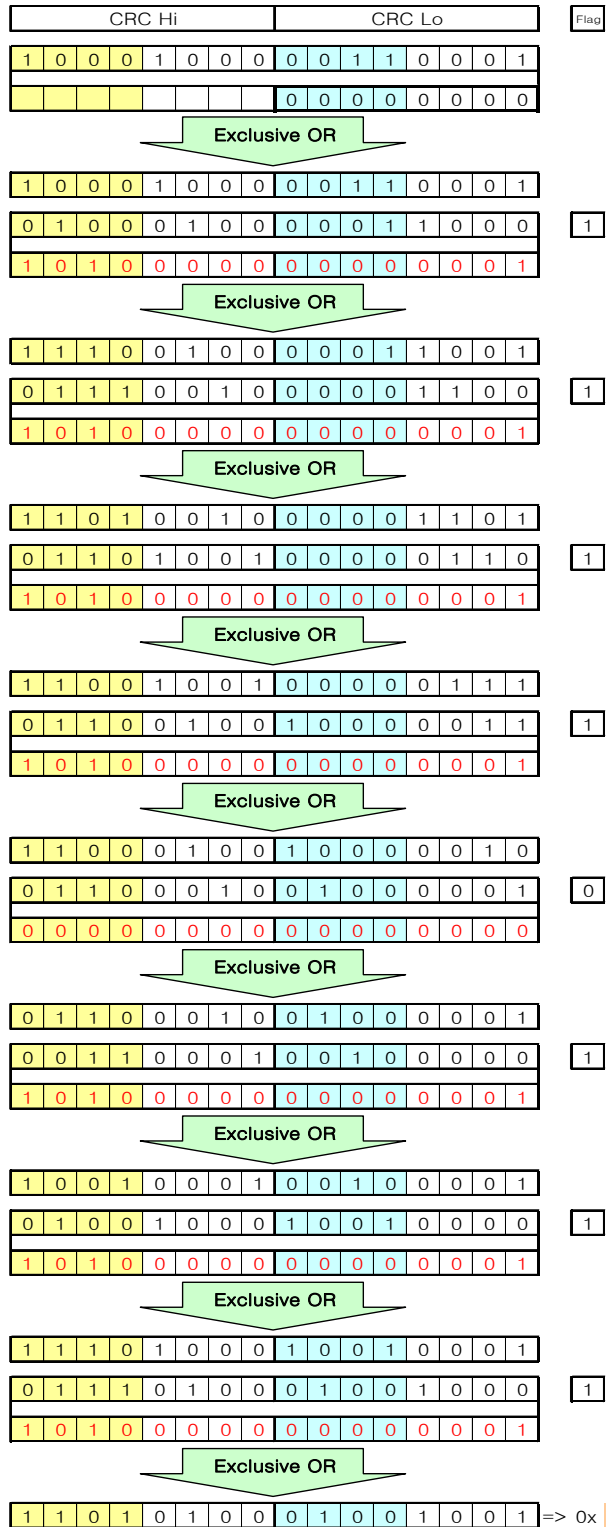 CRC Hi CRC Lo Flag
1 0 0 0 1 0 0 0 0 0 1 1 0 0 0 1
0 0 0 0 0 0 0 0
Exclusive OR
1 0 0 0 1 0 0 0 0 0 1 1 0 0 0 1
0 1 0 0 0 1 0 0 0 0 0 1 1 0 0 0 1
1 0 1 0 0 0 0 0 0 0 0 0 0 0 0 1
Exclusive OR
1 1 1 0 0 1 0 0 0 0 0 1 1 0 0 1
0 1 1 1 0 0 1 0 0 0 0 0 1 1 0 0 1
1 0 1 0 0 0 0 0 0 0 0 0 0 0 0 1
Exclusive OR
1 1 0 1 0 0 1 0 0 0 0 0 1 1 0 1
0 1 1 0 1 0 0 1 0 0 0 0 0 1 1 0 1
1 0 1 0 0 0 0 0 0 0 0 0 0 0 0 1
Exclusive OR
1 1 0 0 1 0 0 1 0 0 0 0 0 1 1 1
0 1 1 0 0 1 0 0 1 0 0 0 0 0 1 1 1
1 0 1 0 0 0 0 0 0 0 0 0 0 0 0 1
Exclusive OR
1 1 0 0 0 1 0 0 1 0 0 0 0 0 1 0
0 1 1 0 0 0 1 0 0 1 0 0 0 0 0 1 0
0 0 0 0 0 0 0 0 0 0 0 0 0 0 0 0
Exclusive OR
0 1 1 0 0 0 1 0 0 1 0 0 0 0 0 1
0 0 1 1 0 0 0 1 0 0 1 0 0 0 0 0 1
1 0 1 0 0 0 0 0 0 0 0 0 0 0 0 1
Exclusive OR
1 0 0 1 0 0 0 1 0 0 1 0 0 0 0 1
0 1 0 0 1 0 0 0 1 0 0 1 0 0 0 0 1
1 0 1 0 0 0 0 0 0 0 0 0 0 0 0 1
Exclusive OR
1 1 1 0 1 0 0 0 1 0 0 1 0 0 0 1
0 1 1 1 0 1 0 0 0 1 0 0 1 0 0 0 1
1 0 1 0 0 0 0 0 0 0 0 0 0 0 0 1
Exclusive OR
1 1 0 1 0 1 0 0 0 1 0 0 1 0 0 1 => 0x